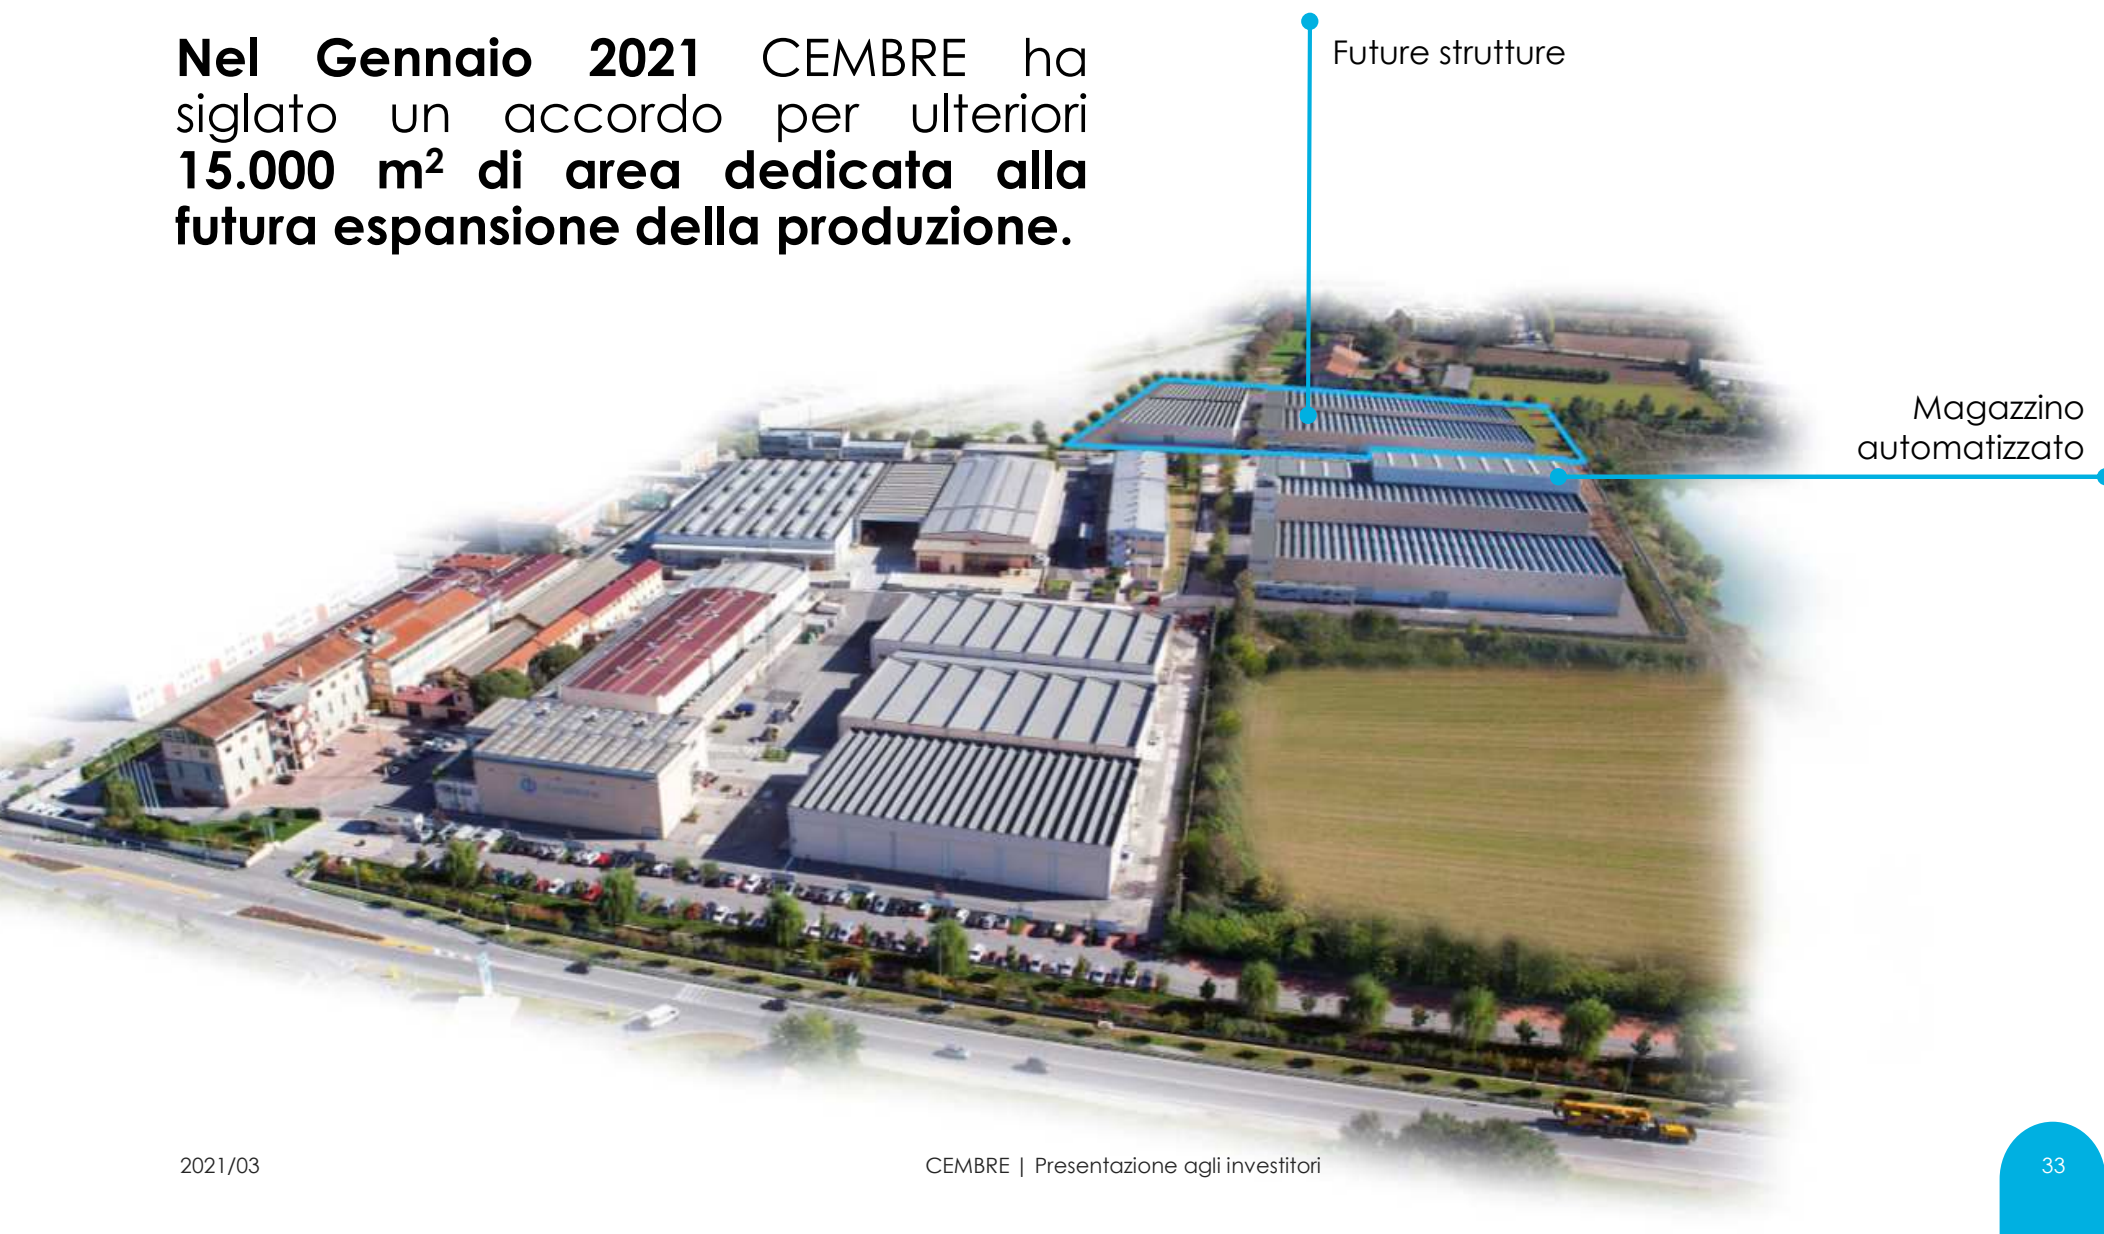 Nel Gennaio 2021 CEMBRE ha
siglato un accordo per ulteriori
15.000 m² di area dedicata alla
futura espansione della produzione.
Future strutture
Magazzino
automatizzato
2021/03
CEMBRE | Presentazione agli investitori
33